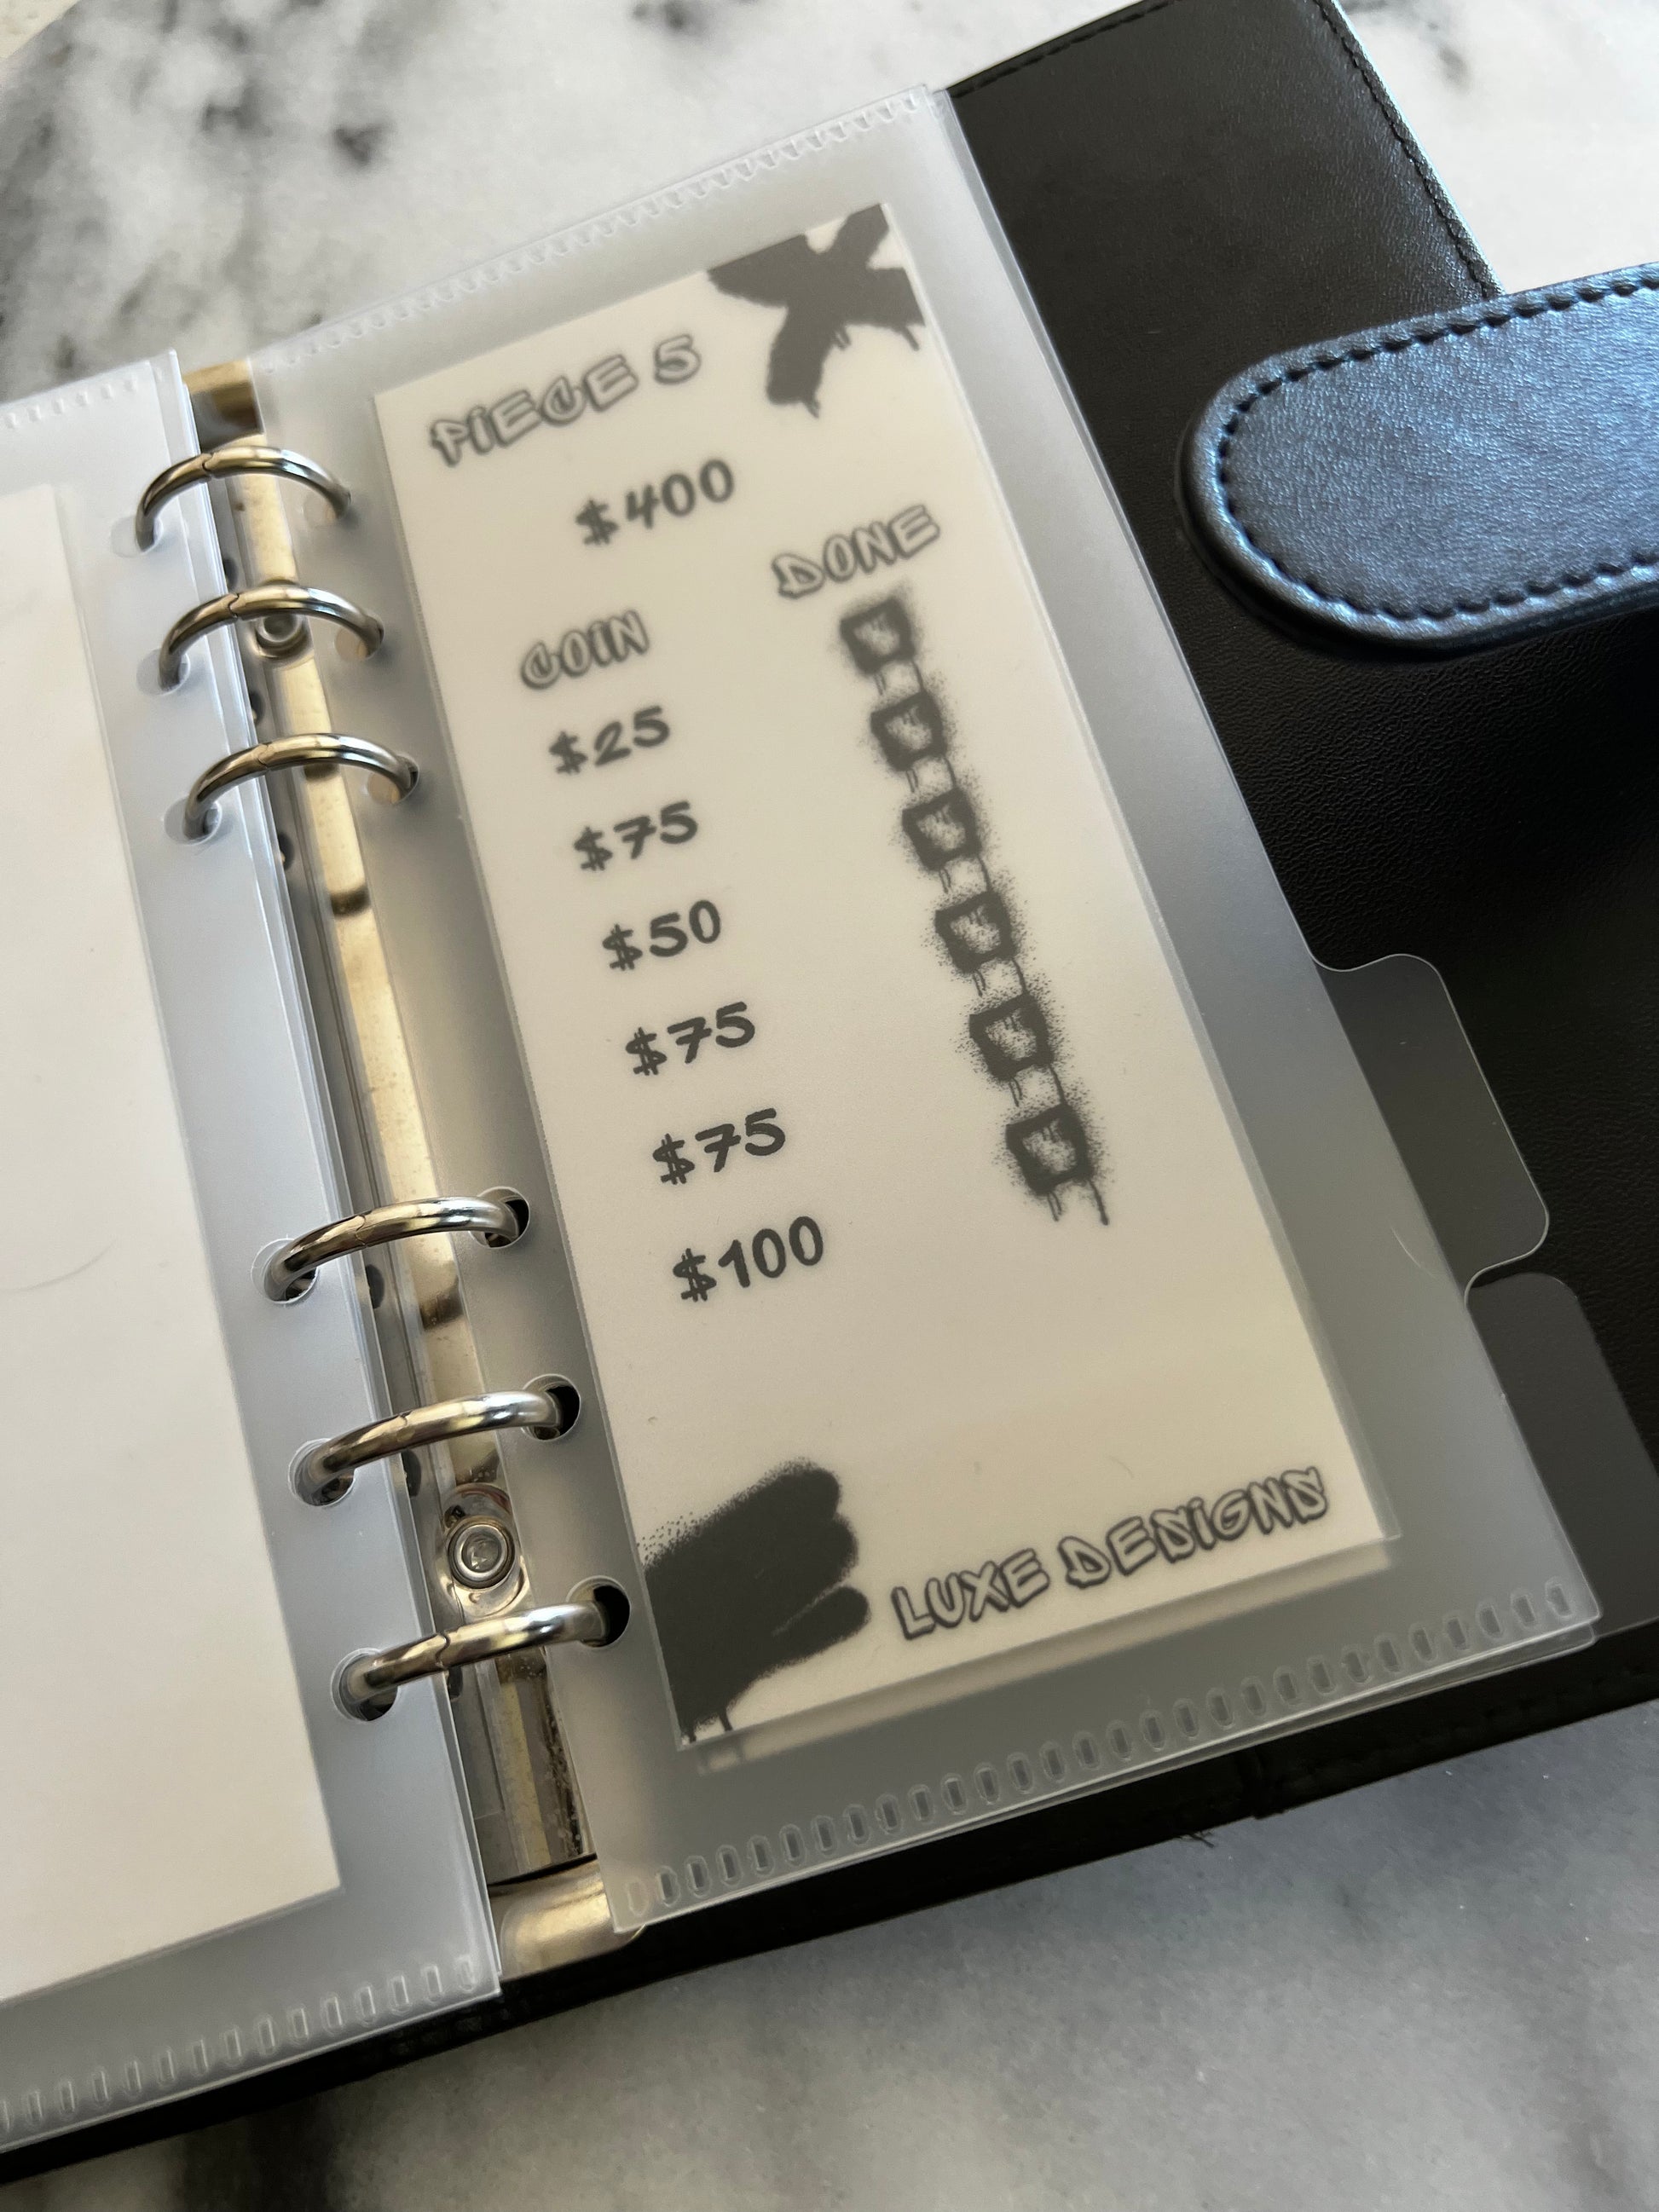 PIECE 5
$400
COIN DONE
$25
$75
$50
$75
$75
$100
LUXE DESIGNS